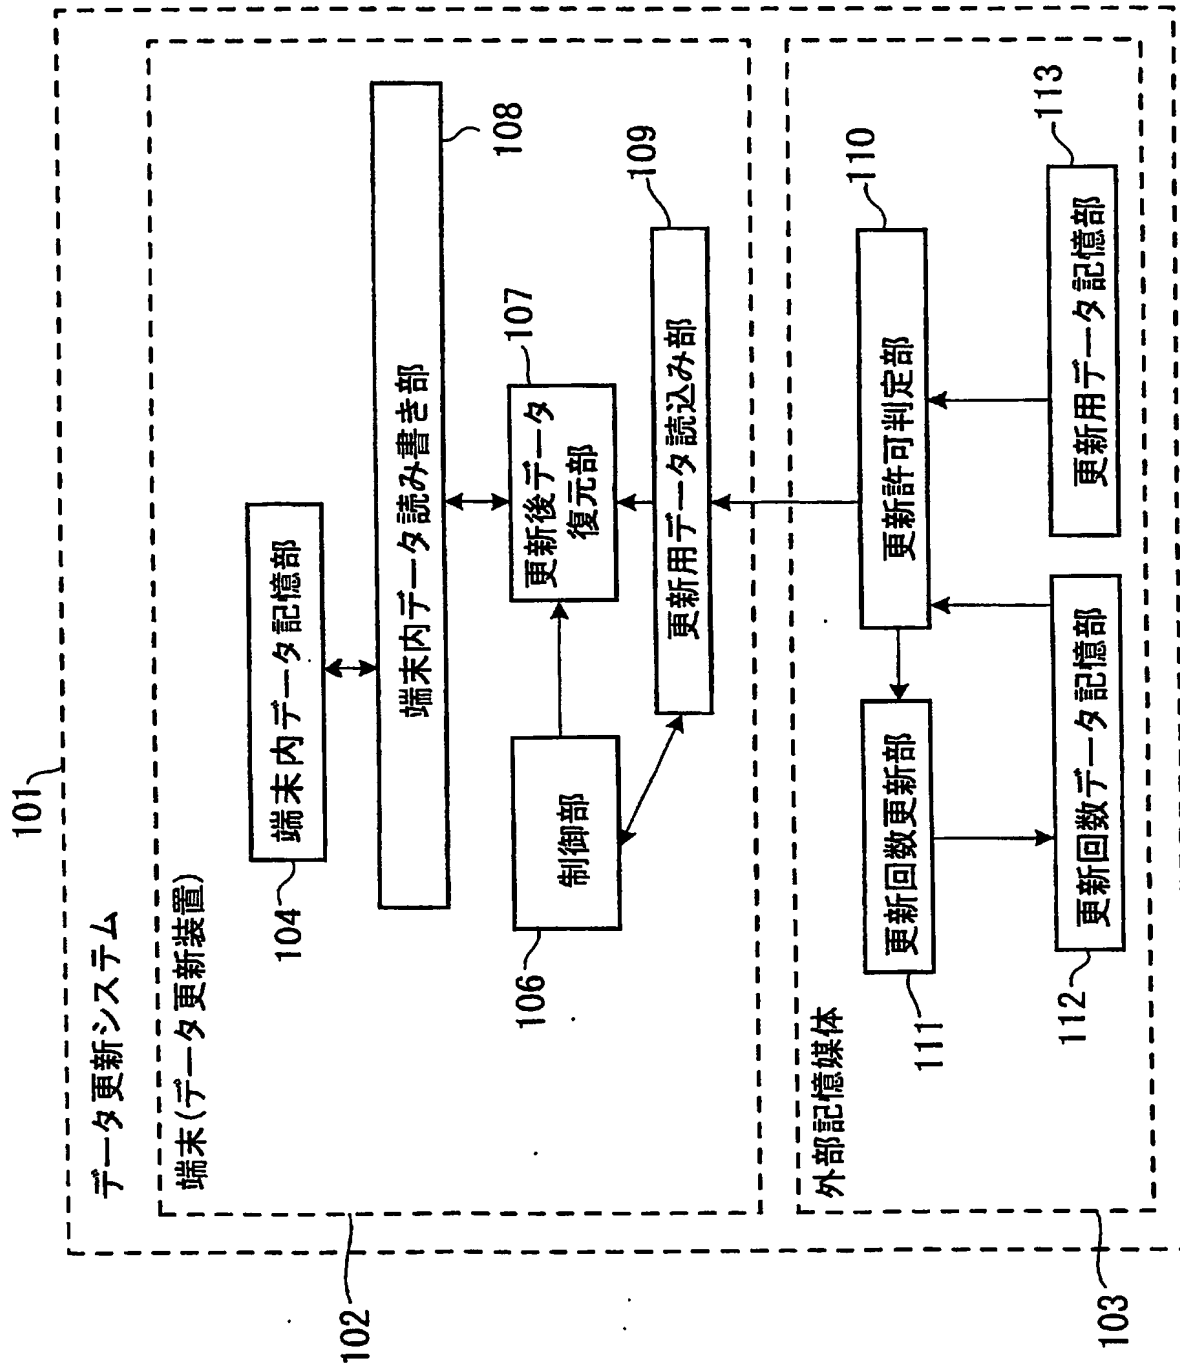 101
データ更新システム
端末(データ更新装置)
102
端末内データ記憶部
104
端末内データ読み書き部
108
制御部
106
更新後データ
復元部
107
更新用データ読込み部
109
外部記憶媒体
103
更新許可判定部
110
更新回数更新部
111
更新回数データ記憶部
112
更新用データ記憶部
113